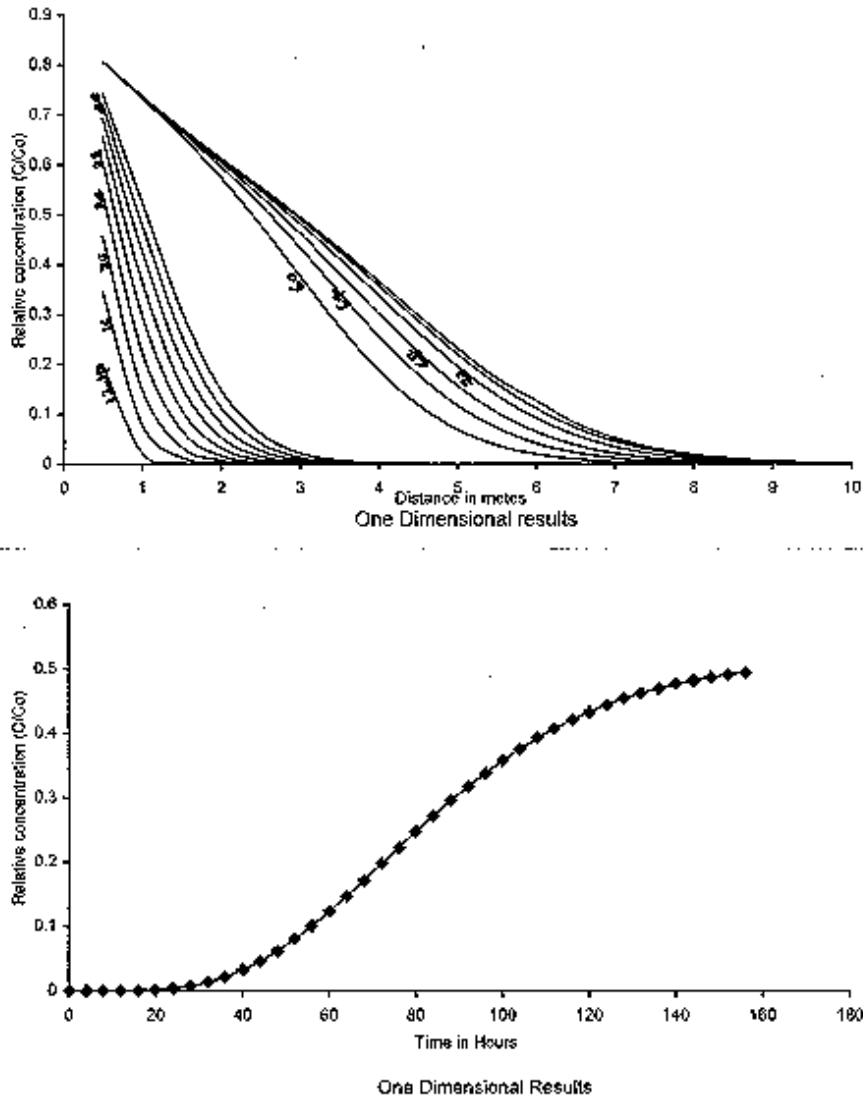 0.9
0.8
0.7
0.6
0.5
0.4
0.3
0.2
0.1
0
Relative concentration (C/Co)
0 1 2 3 4 5 6 7 8 9 10
Distance in metes
One Dimensional results
0.6
0.5
0.4
0.3
0.2
0.1
0
Relative concentration (C/Co)
0 20 40 60 80 100 120 140 160 180
Time in Hours
One Dimensional Results